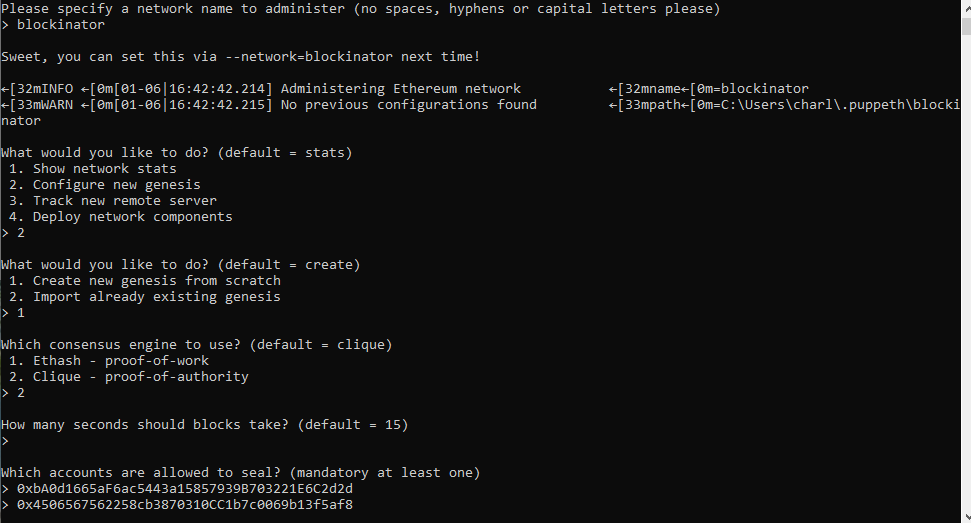 Please specify a network name to administer (no spaces, hyphens or capital letters please)
> blockinator
Sweet, you can set this via --network=blockinator next time!
←[32mINFO ←[0m[01-06|16:42:42.214] Administering Ethereum network ←[32mname←[0m=blockinator
←[33mWARN ←[0m[01-06|16:42:42.215] No previous configurations found ←[33mpath←[0m=C:\Users\charl\.puppeth\blocki
nator
What would you like to do? (default = stats)
1. Show network stats
2. Configure new genesis
3. Track new remote server
4. Deploy network components
> 2
What would you like to do? (default = create)
1. Create new genesis from scratch
2. Import already existing genesis
> 1
Which consensus engine to use? (default = clique)
1. Ethash - proof-of-work
2. Clique - proof-of-authority
> 2
How many seconds should blocks take? (default = 15)
>
Which accounts are allowed to seal? (mandatory at least one)
> 0xbA0d1665aF6ac5443a15857939B703221E6C2d2d
> 0x4506567562258cb3870310CC1b7c0069b13f5af8